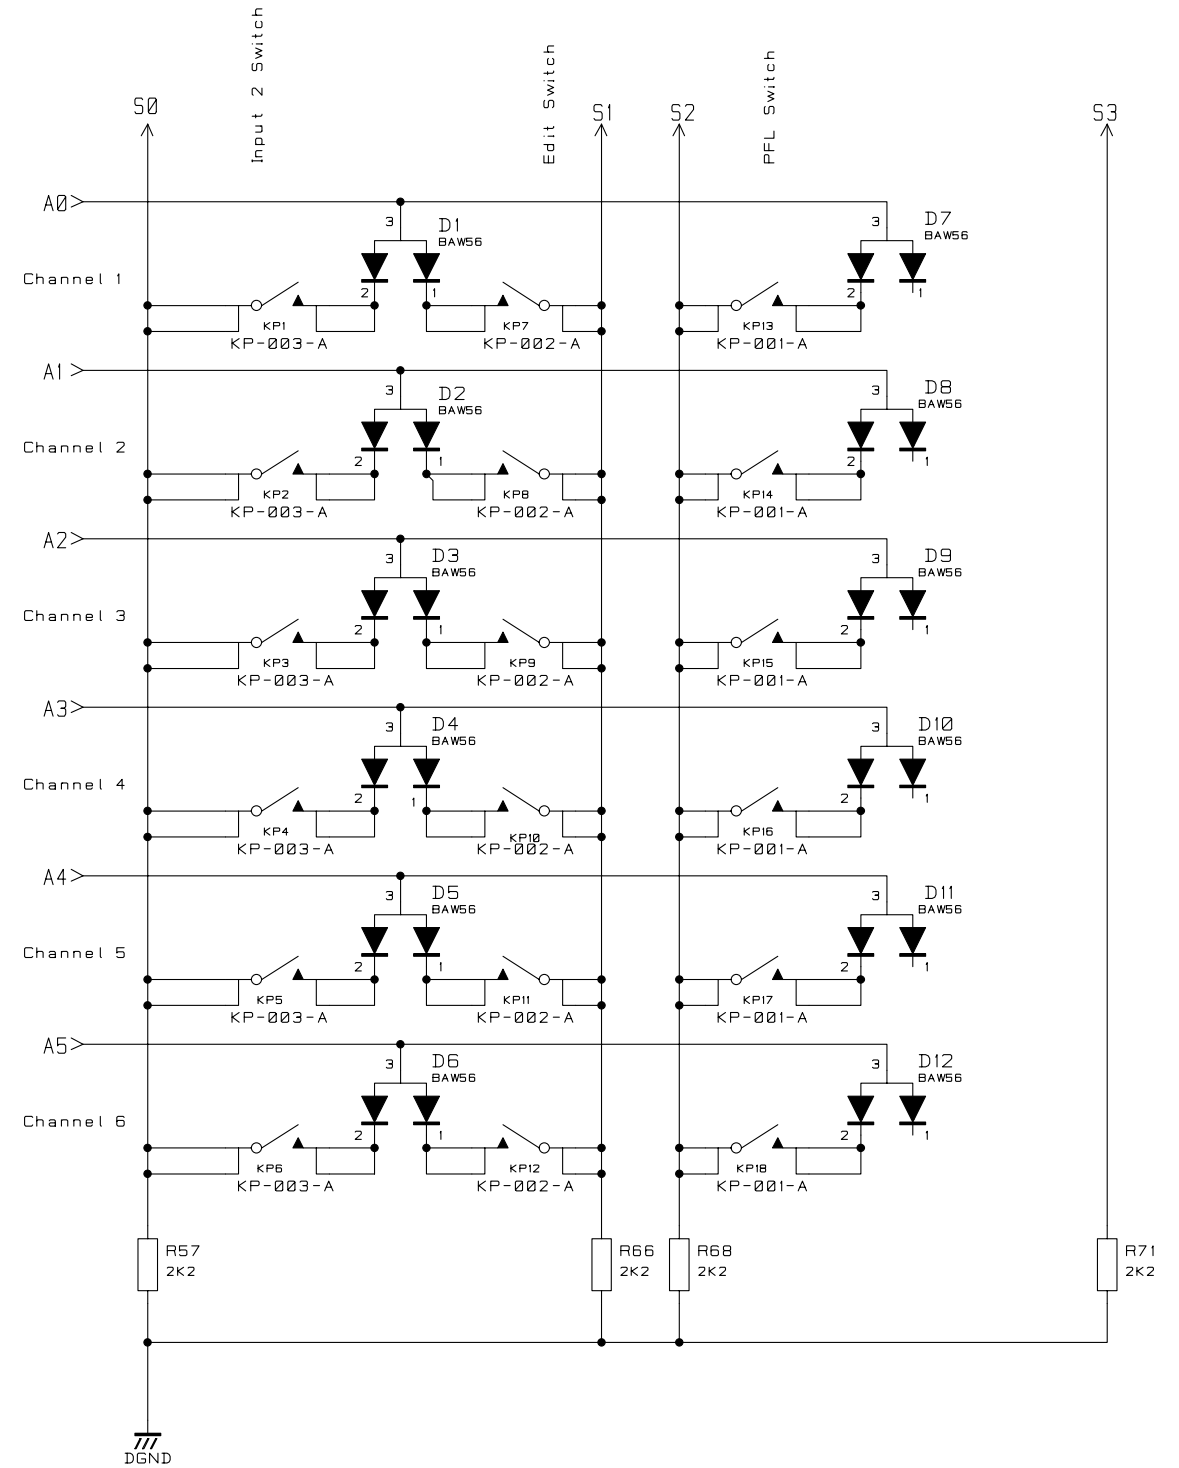 Input 2 Switch
Edit Switch
PFL Switch
S0
S1
S2
S3
A0
3
D1
BAW56
3
D7
BAW56
Channel 1
2
1
2
1
KP1
KP-003-A
KP7
KP-002-A
KP13
KP-001-A
A1
3
D2
BAW56
3
D8
BAW56
Channel 2
2
1
2
1
KP2
KP-003-A
KP8
KP-002-A
KP14
KP-001-A
A2
3
D3
BAW56
3
D9
BAW56
Channel 3
2
1
2
1
KP3
KP-003-A
KP9
KP-002-A
KP15
KP-001-A
A3
3
D4
BAW56
3
D10
BAW56
Channel 4
2
1
2
1
KP4
KP-003-A
KP10
KP-002-A
KP16
KP-001-A
A4
3
D5
BAW56
3
D11
BAW56
Channel 5
2
1
2
1
KP5
KP-003-A
KP11
KP-002-A
KP17
KP-001-A
A5
3
D6
BAW56
3
D12
BAW56
Channel 6
2
1
2
1
KP6
KP-003-A
KP12
KP-002-A
KP18
KP-001-A
R57
2K2
R66
2K2
R68
2K2
R71
2K2
DGND